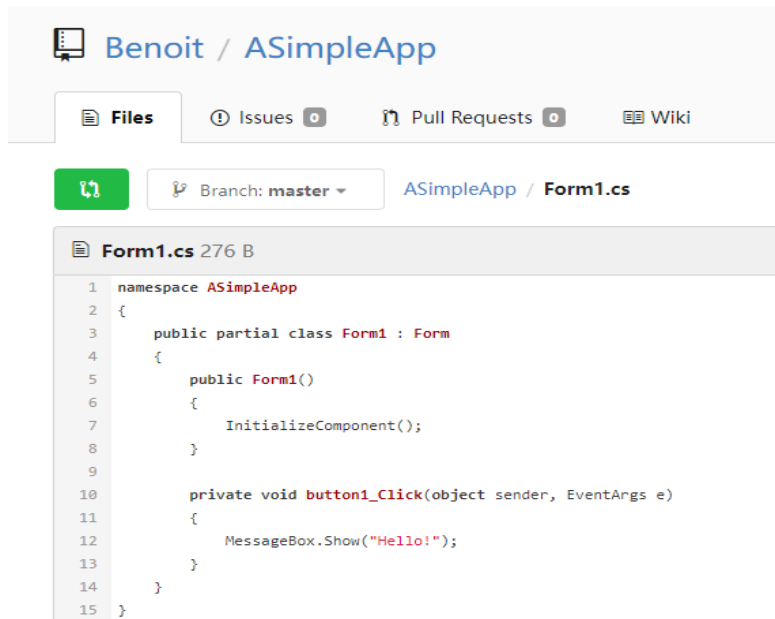 Benoit / ASimpleApp
Files Issues 0 Pull Requests 0 Wiki
Branch: master ASimpleApp / Form1.cs
Form1.cs 276 B
1 namespace ASimpleApp
2 {
3     public partial class Form1 : Form
4     {
5         public Form1()
6         {
7             InitializeComponent();
8         }
9
10         private void button1_Click(object sender, EventArgs e)
11         {
12             MessageBox.Show("Hello!");
13         }
14     }
15 }